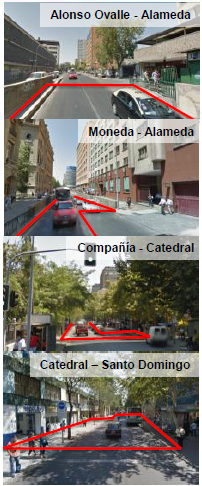 Alonso Ovalle - Alameda
Moneda - Alameda
Compañía - Catedral
Catedral – Santo Domingo